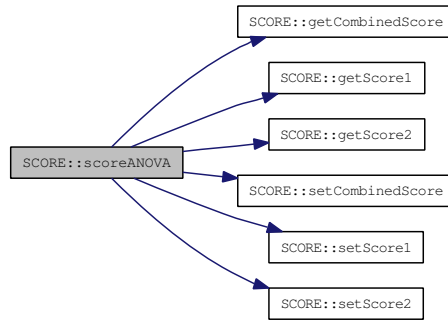 SCORE::getCombinedScore
SCORE::getScore1
SCORE::getScore2
SCORE::scoreANOVA
SCORE::setCombinedScore
SCORE::setScore1
SCORE::setScore2